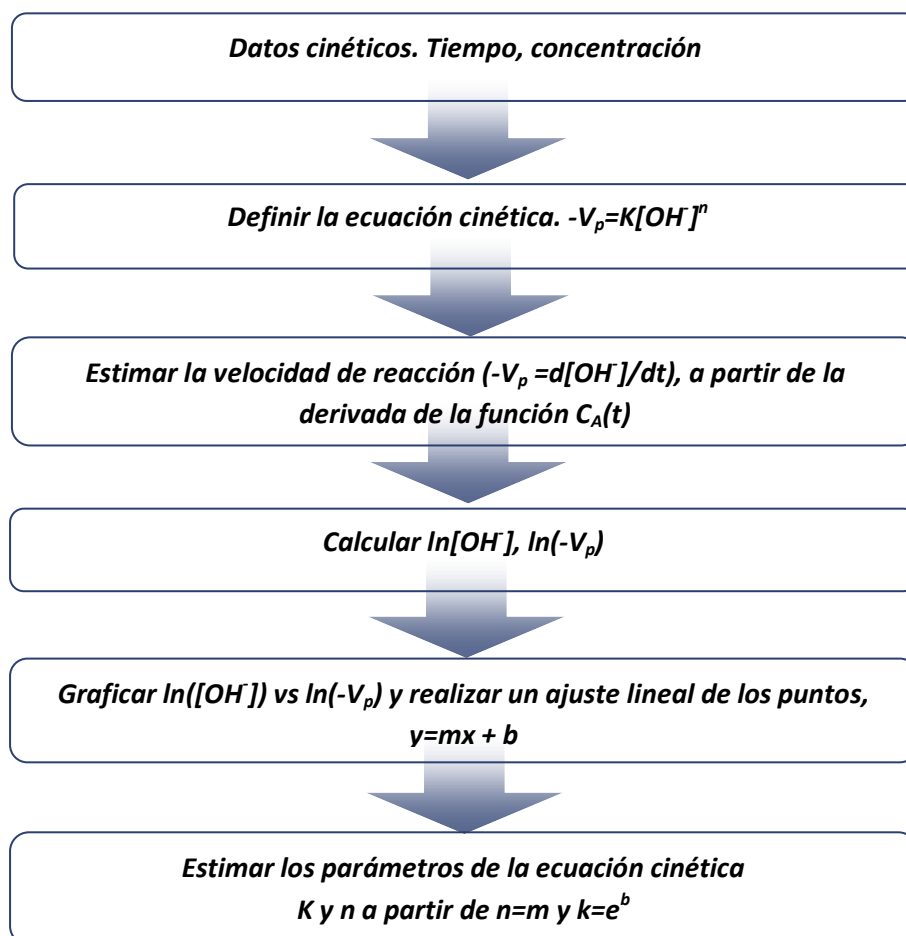 Datos cinéticos. Tiempo, concentración
Definir la ecuación cinética. -Vₚ=K[OH⁻]ⁿ
Estimar la velocidad de reacción (-Vₚ =d[OH⁻]/dt), a partir de la
derivada de la función C_A(t)
Calcular ln[OH⁻], ln(-Vₚ)
Graficar ln([OH⁻]) vs ln(-Vₚ) y realizar un ajuste lineal de los puntos,
y=mx + b
Estimar los parámetros de la ecuación cinética
K y n a partir de n=m y k=eᵇ